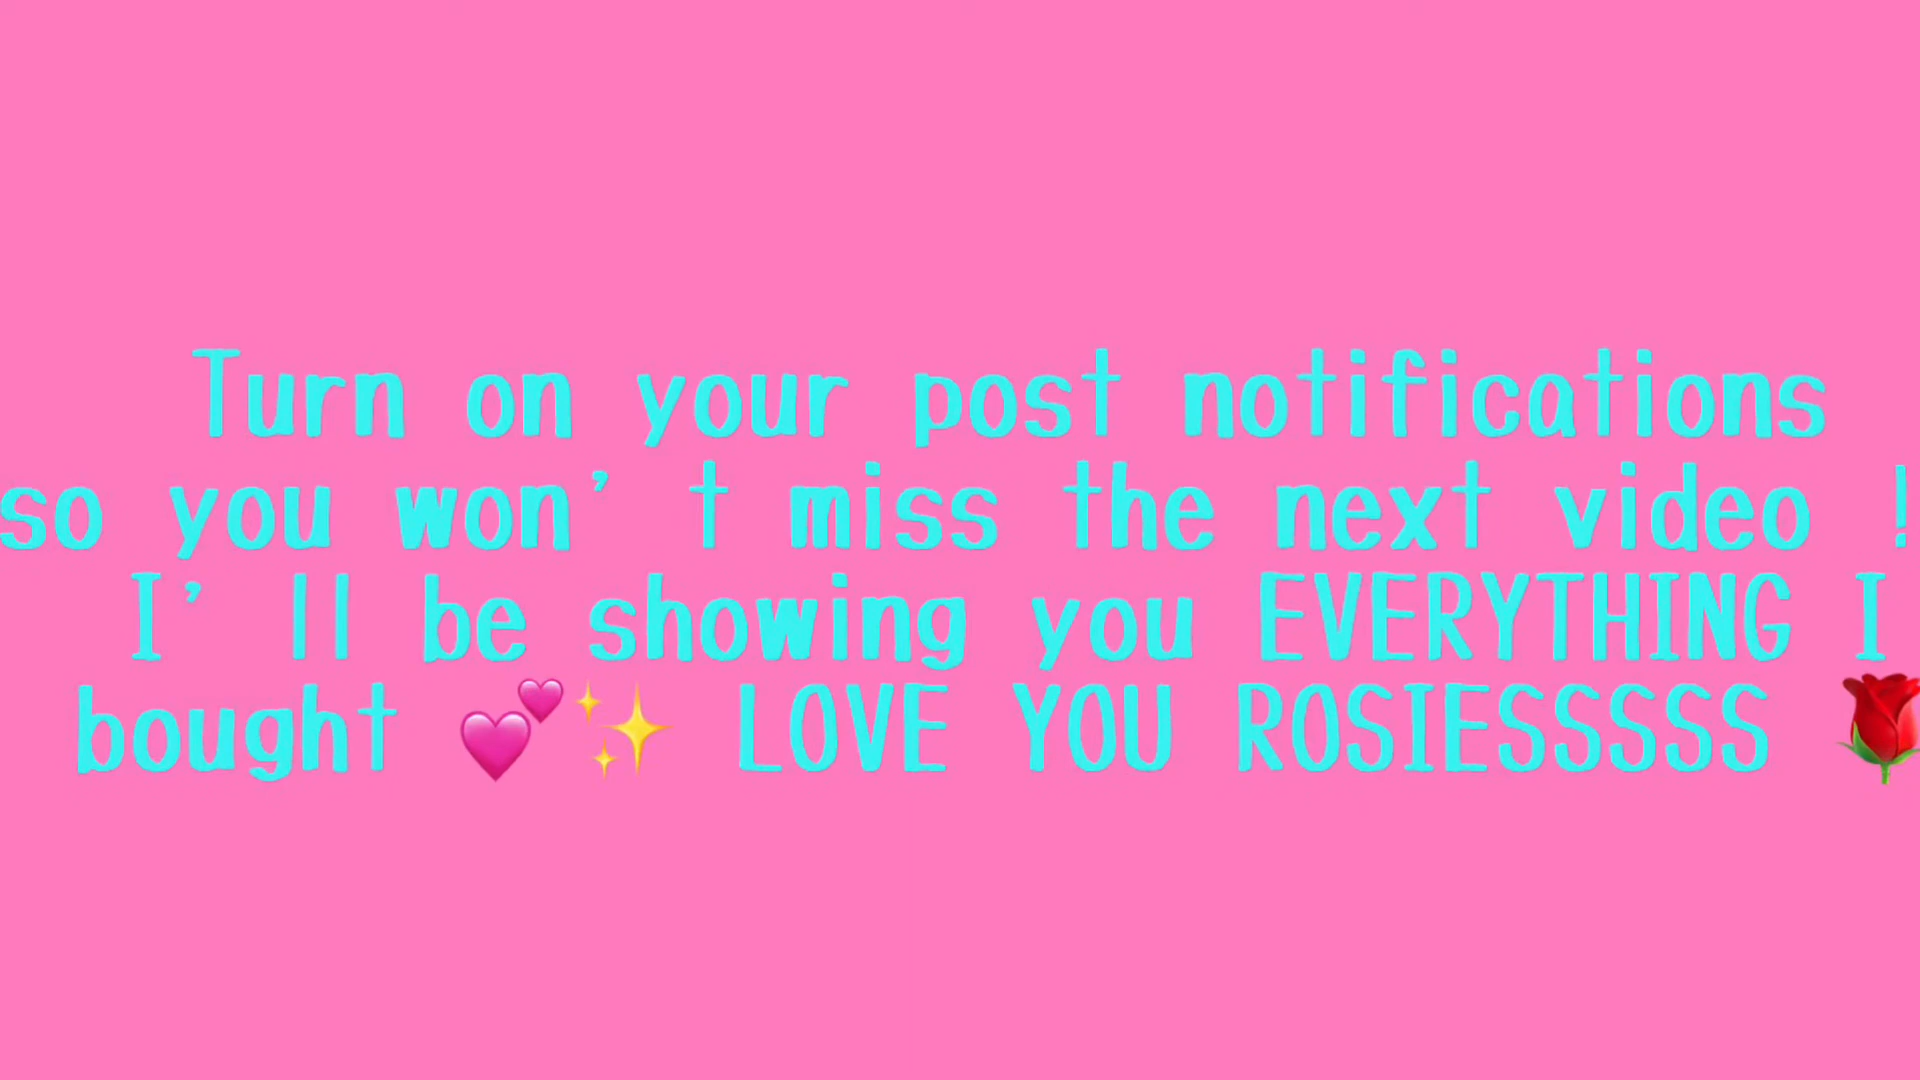 Turn on your post notifications
so you won’t miss the next video !
I’ll be showing you EVERYTHING I
bought 💕✨ LOVE YOU ROSIESSSSS 🌹